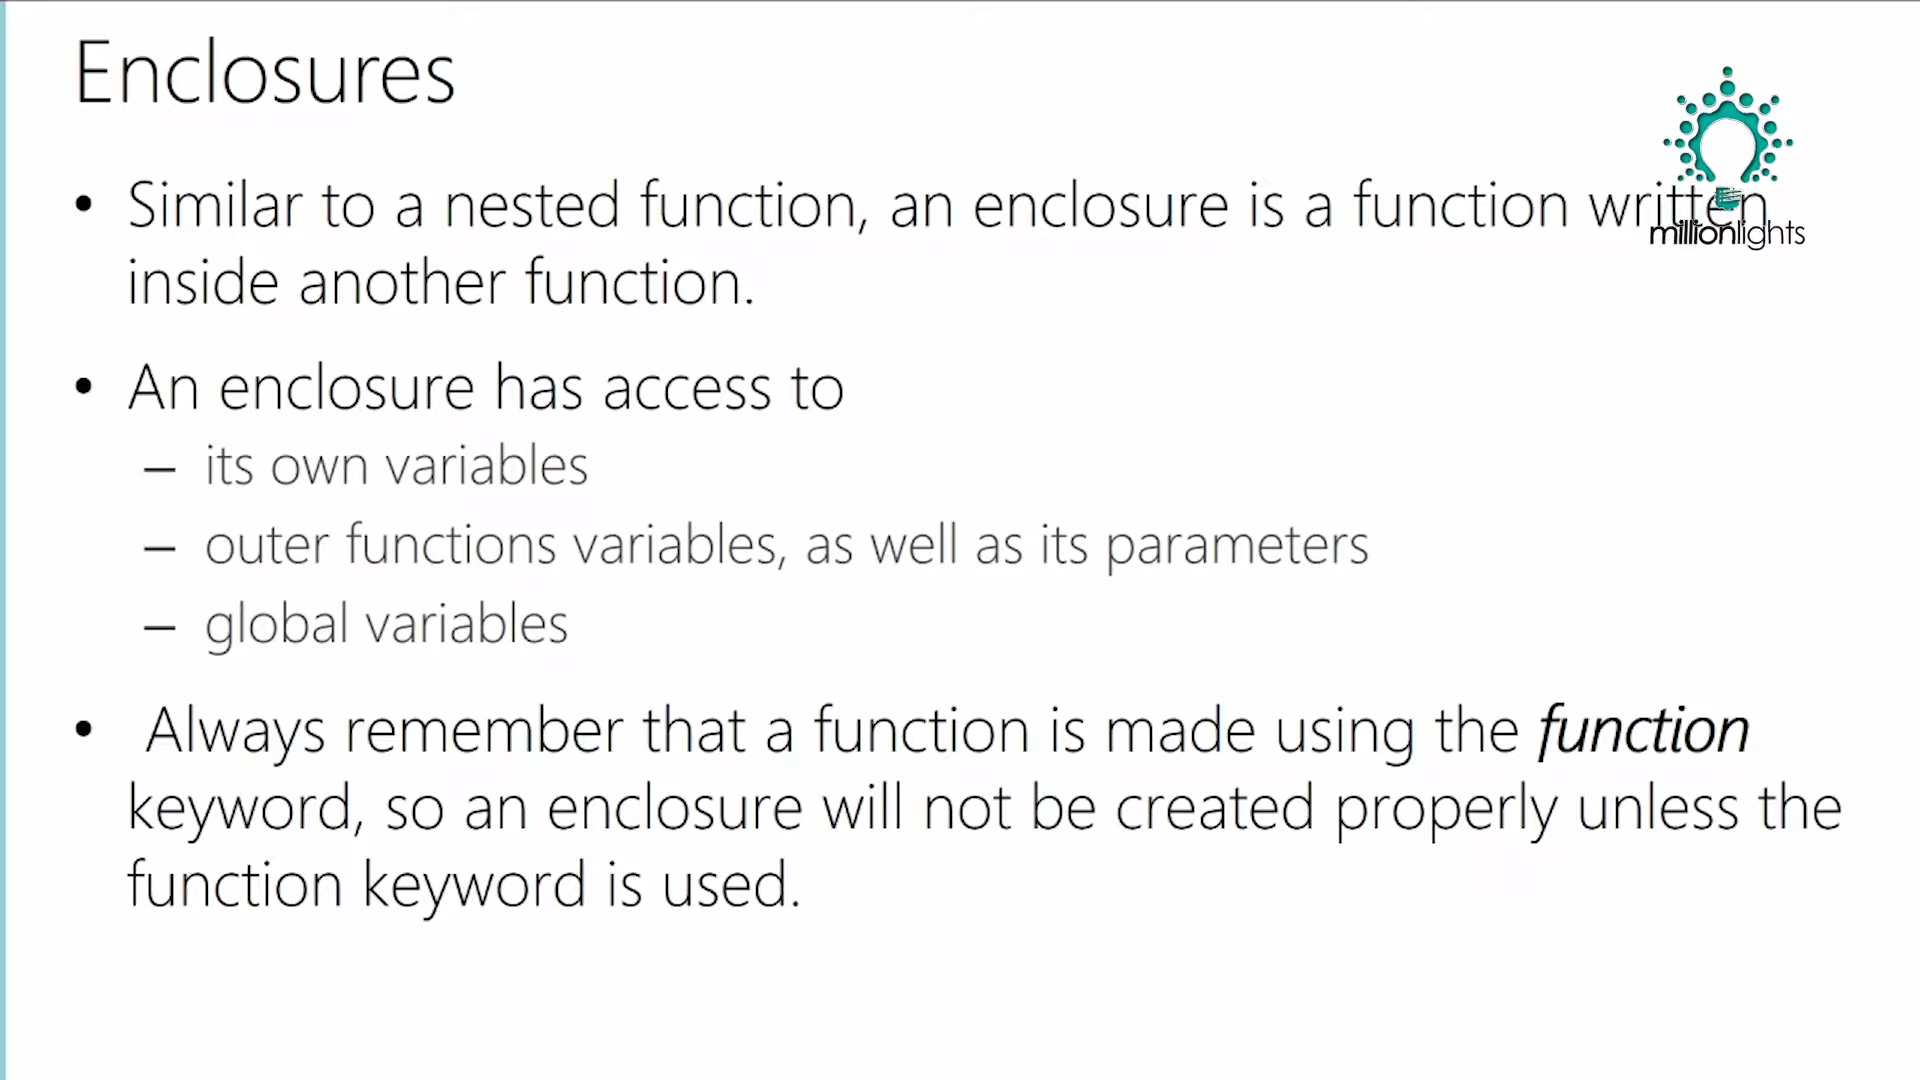 Enclosures
• Similar to a nested function, an enclosure is a function written
millionlights
inside another function.
• An enclosure has access to
– its own variables
– outer functions variables, as well as its parameters
– global variables
• Always remember that a function is made using the function
keyword, so an enclosure will not be created properly unless the
function keyword is used.